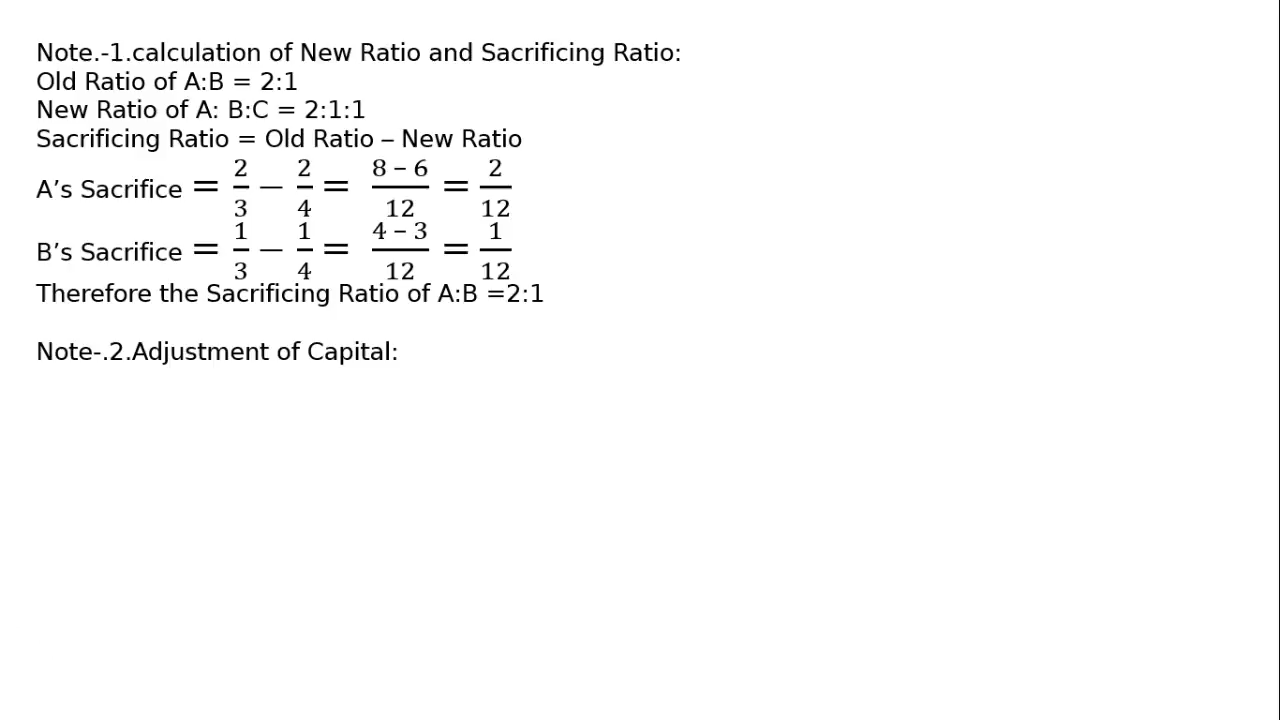 Note.-1.calculation of New Ratio and Sacrificing Ratio:
Old Ratio of A:B = 2:1
New Ratio of A: B:C = 2:1:1
Sacrificing Ratio = Old Ratio – New Ratio
A’s Sacrifice = 2/3 − 2/4 = 8 – 6/12 = 2/12
B’s Sacrifice = 1/3 − 1/4 = 4 – 3/12 = 1/12
Therefore the Sacrificing Ratio of A:B =2:1
Note-.2.Adjustment of Capital: